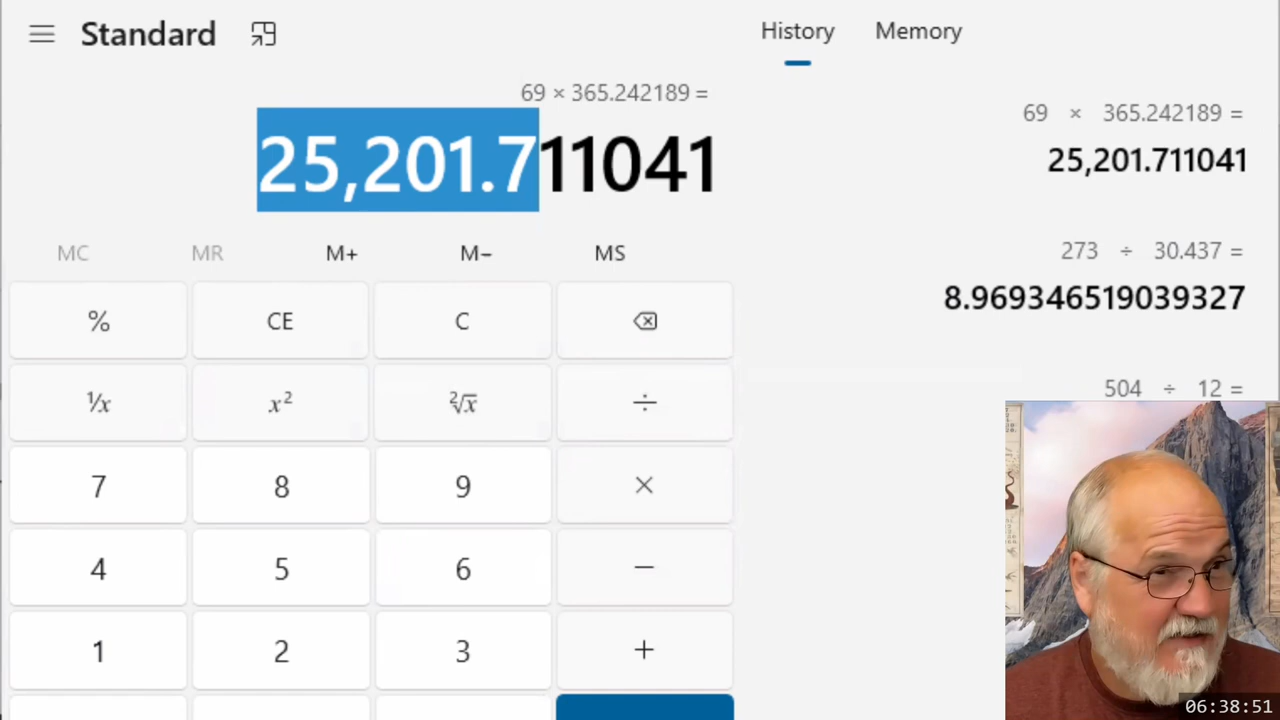 Standard
History Memory
69 × 365.242189 =
25,201.711041
MC MR M+ M− MS
% CE C
⅟x x² ²√x ÷
7 8 9 ×
4 5 6 −
1 2 3 +
69 × 365.242189 =
25,201.711041
273 ÷ 30.437 =
8.969346519039327
504 ÷ 12 =
06:38:51